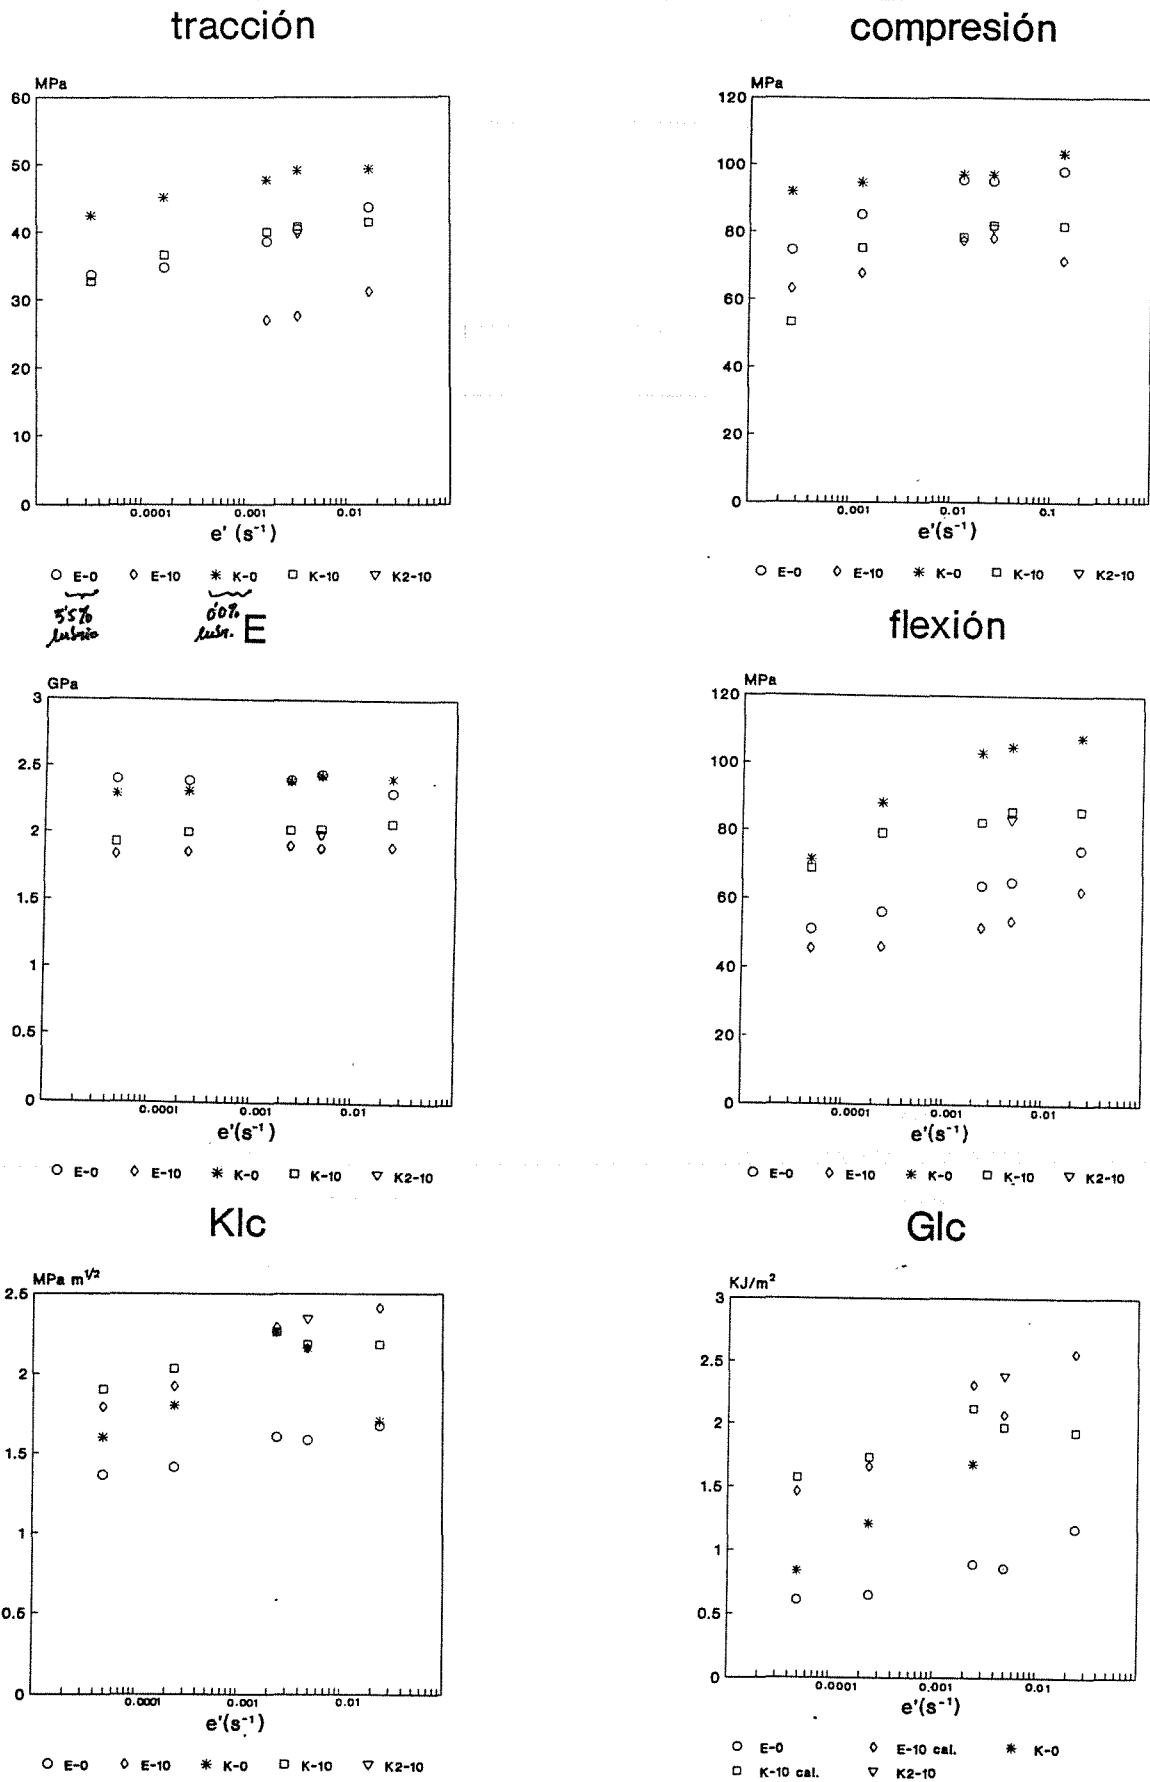 tracción
MPa
60
50
40
30
20
10
0
0.0001 0.001 0.01
e' (s⁻¹)
E-0 E-10 K-0 K-10 K2-10
0'0%
E
GPa
3
2.5
2
1.5
1
0.5
0
0.0001 0.001 0.01
e'(s⁻¹)
E-0 E-10 K-0 K-10 K2-10
KIc
MPa m^1/2
2.5
2
1.5
1
0.5
0
0.0001 0.001 0.01
e'(s⁻¹)
E-0 E-10 K-0 K-10 K2-10
compresión
MPa
120
100
80
60
40
20
0
0.001 0.01 0.1
e'(s⁻¹)
E-0 E-10 K-0 K-10 K2-10
flexión
MPa
120
100
80
60
40
20
0
0.0001 0.001 0.01
e'(s⁻¹)
E-0 E-10 K-0 K-10 K2-10
GIc
KJ/m²
3
2.5
2
1.5
1
0.5
0
0.0001 0.001 0.01
e'(s⁻¹)
E-0 E-10 cal. K-0
K-10 cal. K2-10